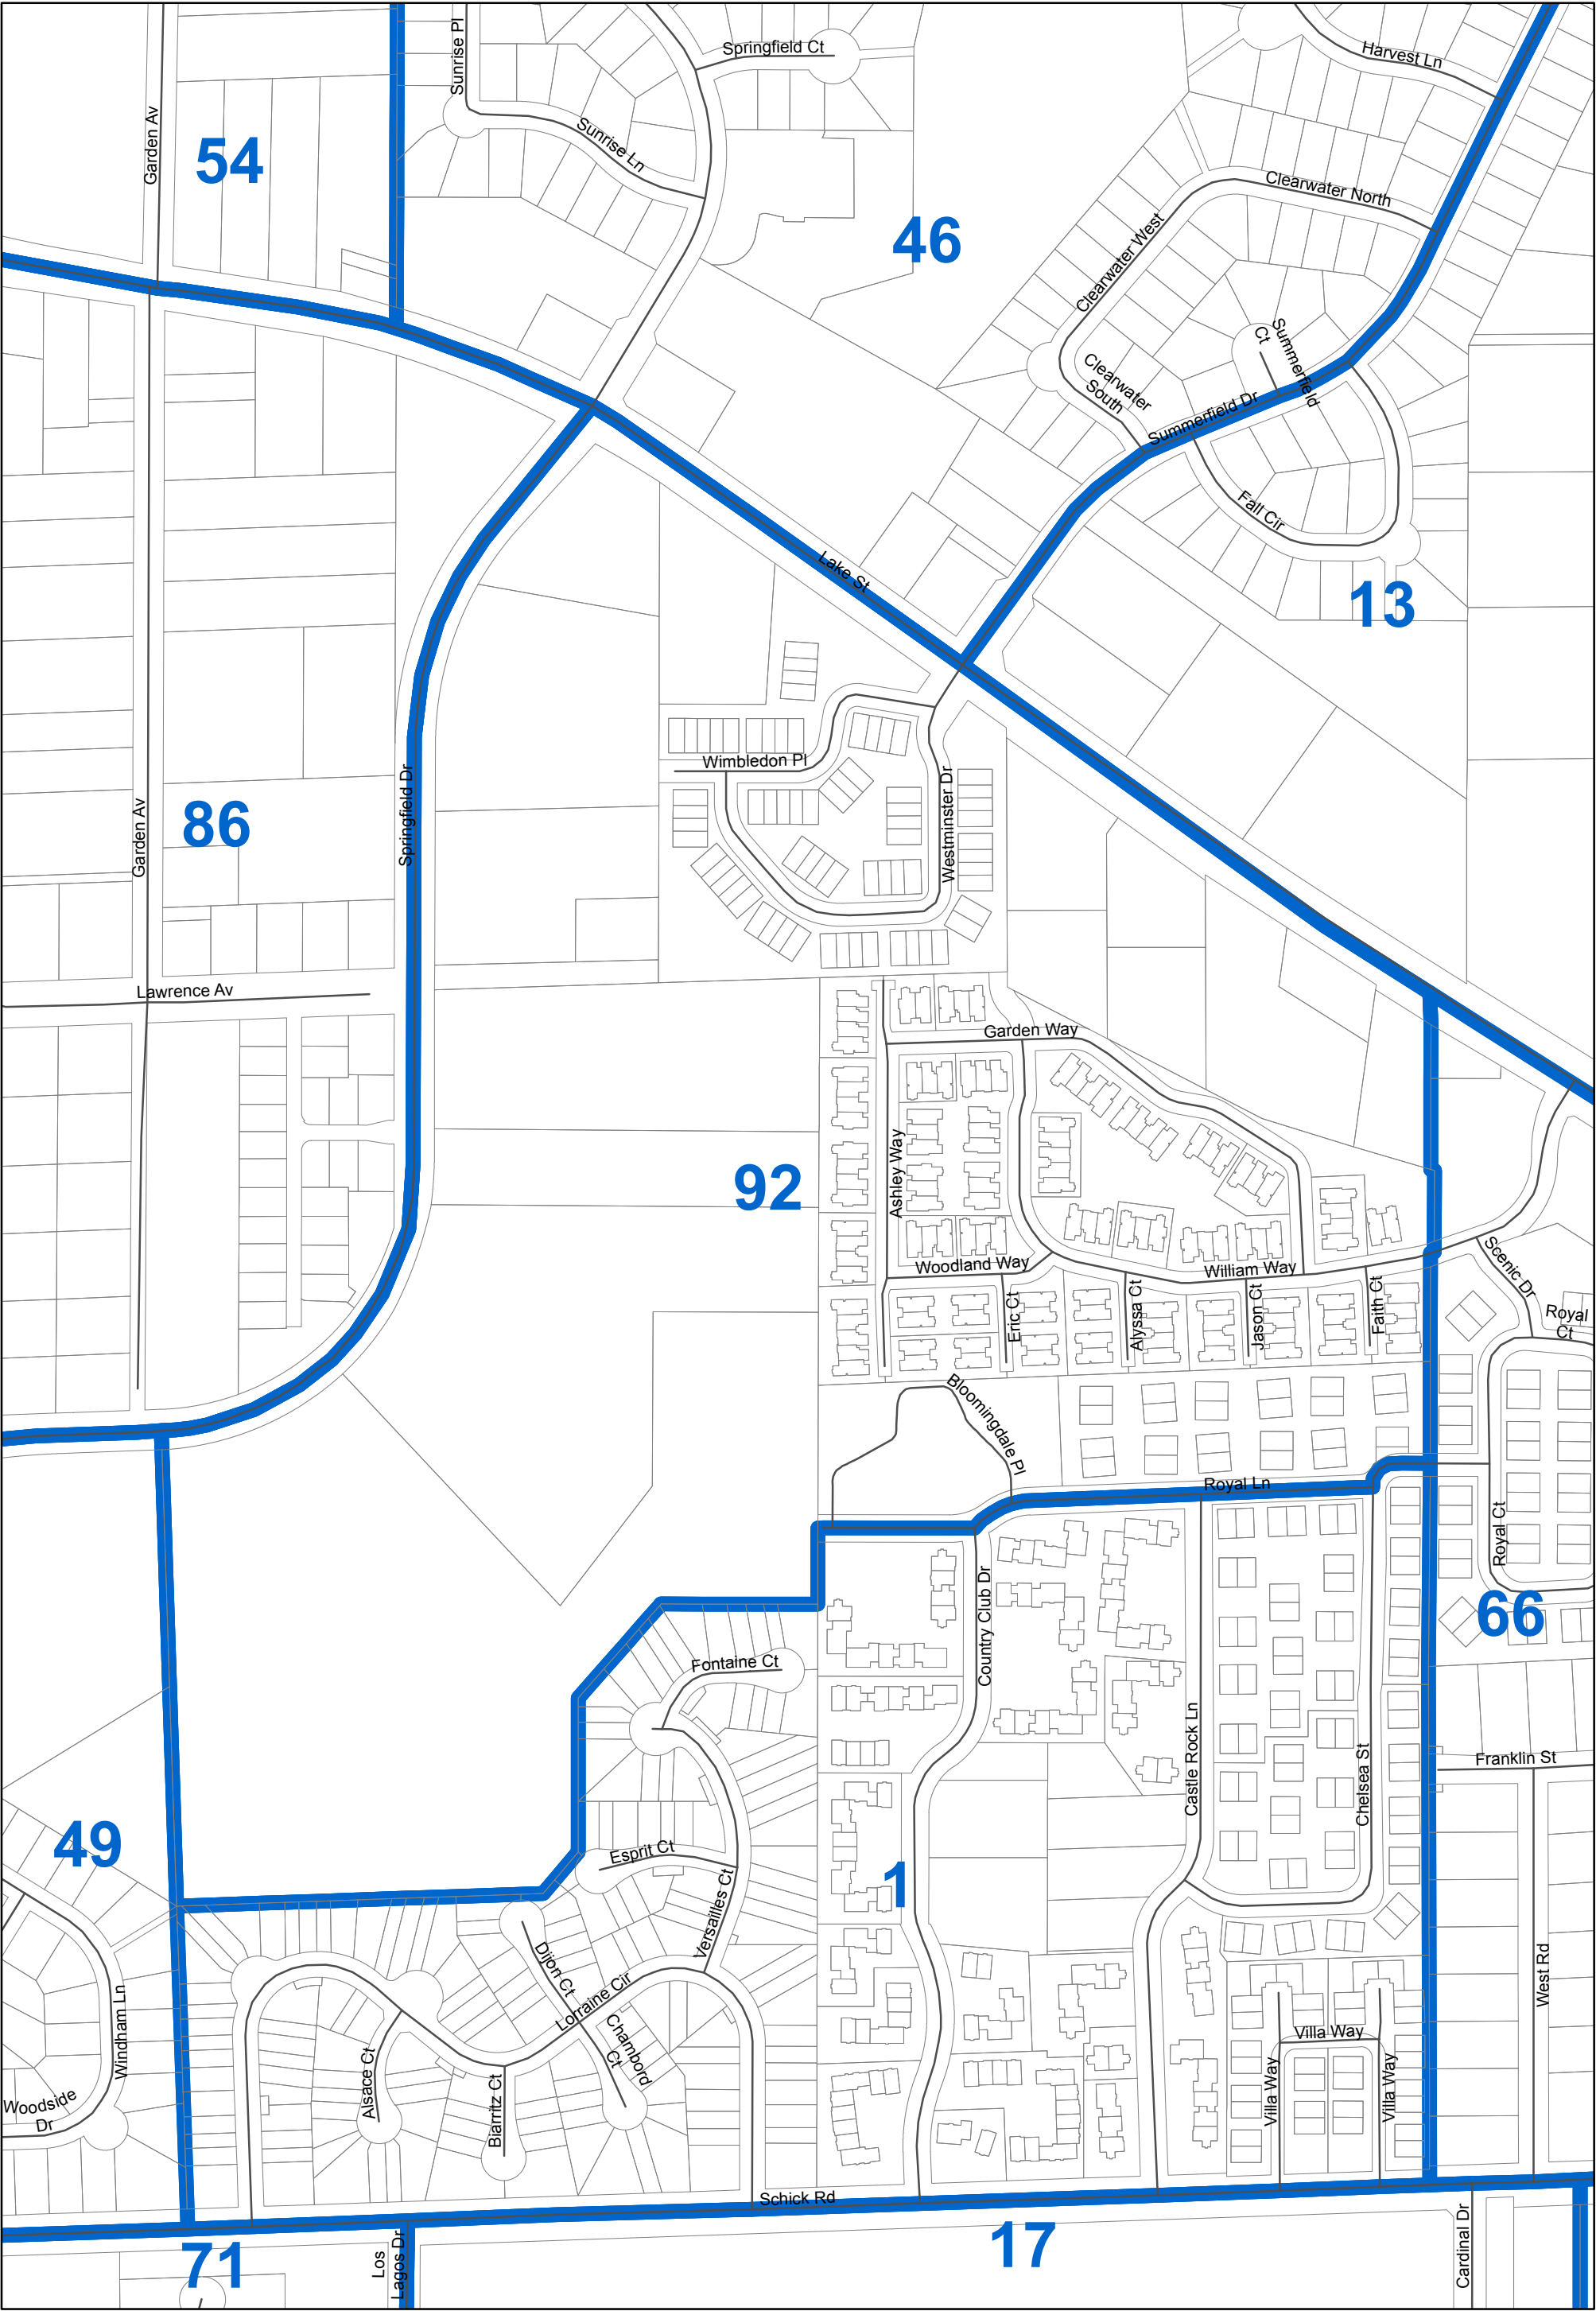 Sunrise Pl
Springfield Ct
Harvest Ln
Garden Av
54
Sunrise Ln
Clearwater North
46
Clearwater West
Summerfield
Ct
Clearwater
South
Summerfield Dr
Fall Cir
Lake St
13
Wimbledon Pl
Westminster Dr
Springfield Dr
86
Garden Av
Lawrence Av
Garden Way
92
Ashley Way
Woodland Way
William Way
Scenic Dr
Eric Ct
Alyssa Ct
Jason Ct
Faith Ct
Royal
Ct
Bloomingdale Pl
Royal Ln
Royal Ct
66
Country Club Dr
Fontaine Ct
Castle Rock Ln
Chelsea St
Franklin St
49
Esprit Ct
1
Versailles Ct
Dijon Ct
Lorraine Cir
West Rd
Windham Ln
Chambord
Ct
Villa Way
Alsace Ct
Biarritz Ct
Villa Way
Villa Way
Woodside
Dr
Schick Rd
71
Los
Lagos Dr
17
Cardinal Dr